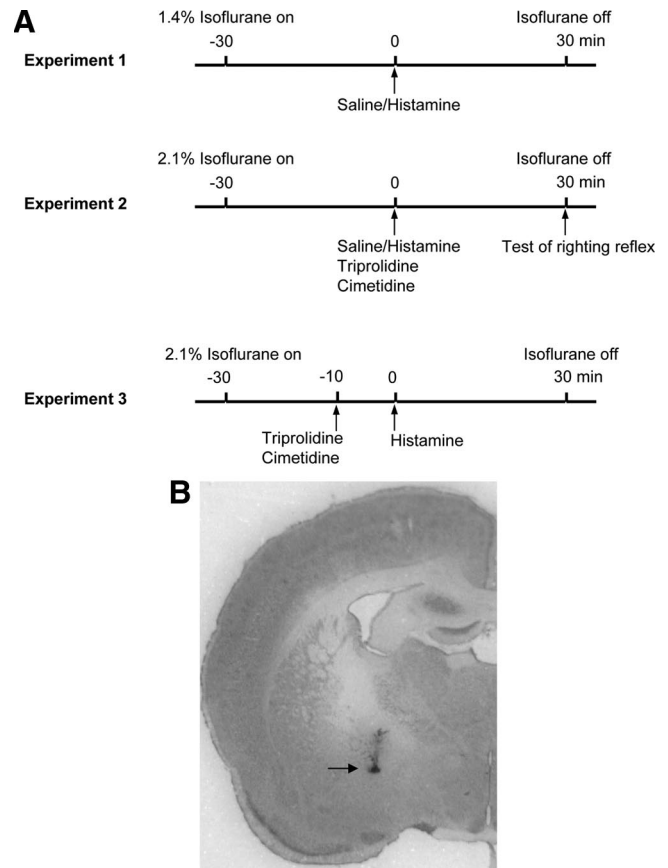 A
1.4% Isoflurane on Isoflurane off
-30 0 30 min
Experiment 1
Saline/Histamine
2.1% Isoflurane on Isoflurane off
-30 0 30 min
Experiment 2
Saline/Histamine Test of righting reflex
Triprolidine
Cimetidine
2.1% Isoflurane on Isoflurane off
-30 -10 0 30 min
Experiment 3
Triprolidine Histamine
Cimetidine
B